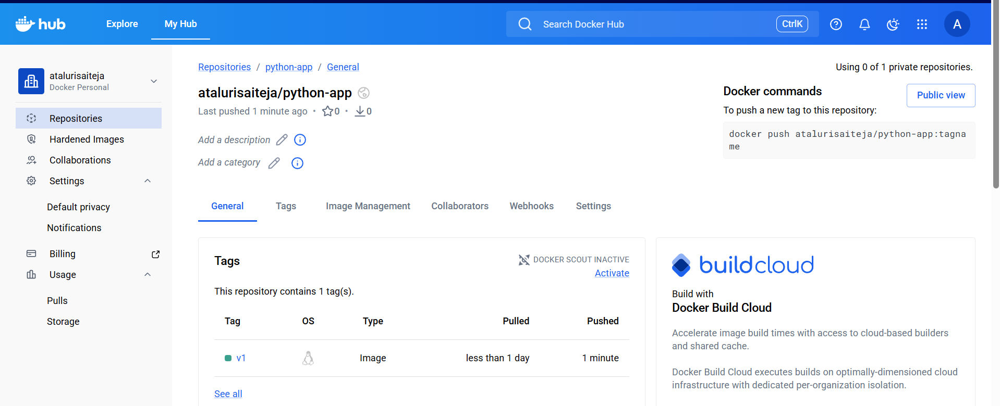 hub
Explore
My Hub
Search Docker Hub
CtrlK
A
atalurisaiteja
Docker Personal
Repositories
Hardened Images
Collaborations
Settings
Default privacy
Notifications
Billing
Usage
Pulls
Storage
Repositories / python-app / General
Using 0 of 1 private repositories.
atalurisaiteja/python-app
Last pushed 1 minute ago • 0 • 0
Add a description
Add a category
Docker commands
Public view
To push a new tag to this repository:
docker push atalurisaiteja/python-app:tagna
me
General
Tags
Image Management
Collaborators
Webhooks
Settings
Tags
DOCKER SCOUT INACTIVE
Activate
This repository contains 1 tag(s).
Tag OS Type Pulled Pushed
v1 Image less than 1 day 1 minute
See all
buildcloud
Build with
Docker Build Cloud
Accelerate image build times with access to cloud-based builders
and shared cache.
Docker Build Cloud executes builds on optimally-dimensioned cloud
infrastructure with dedicated per-organization isolation.